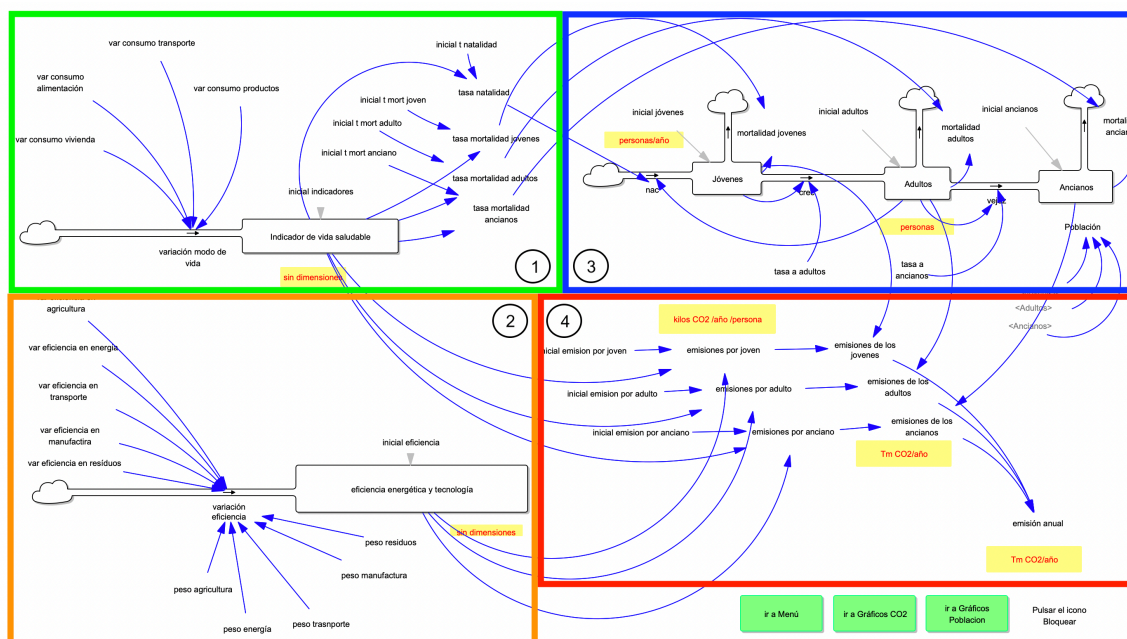 var consumo transporte
var consumo
alimentación
var consumo productos
var consumo vivienda
variación modo de
vida
inicial indicadores
Indicador de vida saludable
sin dimensiones
inicial t natalidad
tasa natalidad
inicial t mort joven
inicial t mort adulto
inicial t mort anciano
tasa mortalidad jovenes
tasa mortalidad adultos
tasa mortalidad
ancianos
1
inicial jóvenes
personas/año
mortalidad jovenes
nac
Jóvenes
crec
inicial adultos
mortalidad
adultos
Adultos
personas
tasa a adultos
inicial ancianos
vejez
Ancianos
tasa a
ancianos
Población
3
<Adultos>
<Ancianos>
2
agricultura
var eficiencia en energía
var eficiencia en
transporte
var eficiencia en
manufactira
var eficiencia en resíduos
variación
eficiencia
inicial eficiencia
eficiencia energética y tecnología
sin dimensiones
peso resíduos
peso manufactura
peso agricultura
peso trasnporte
peso energía
4
kilos CO2 /año /persona
inicial emision por joven
emisiones por joven
emisiones de los
jovenes
inicial emision por adulto
emisiones por adulto
emisiones de los
adultos
inicial emision por anciano
emisiones por anciano
emisiones de los
ancianos
Tm CO2/año
emisión anual
Tm CO2/año
ir a Menú
ir a Gráficos CO2
ir a Gráficos
Poblacion
Pulsar el icono
Bloquear